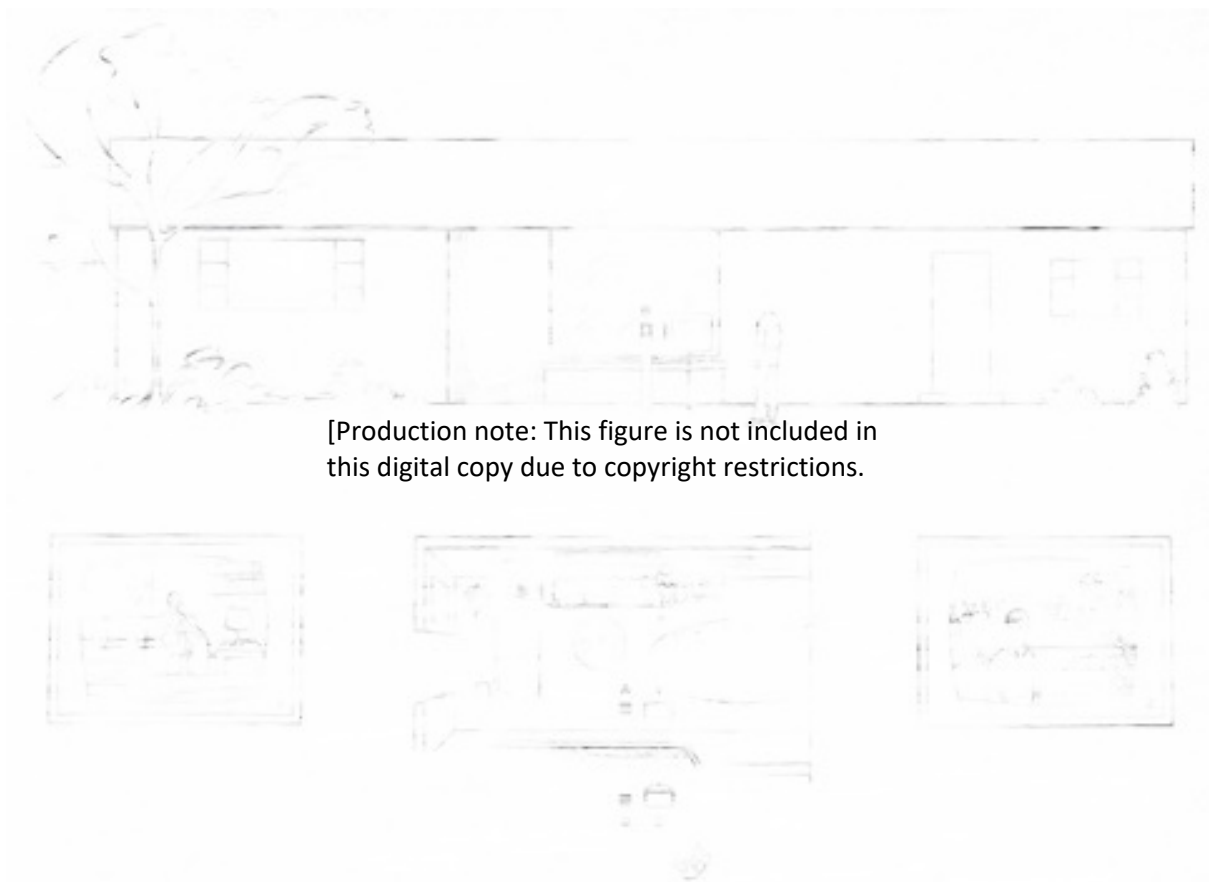 [Production note: This figure is not included in
this digital copy due to copyright restrictions.